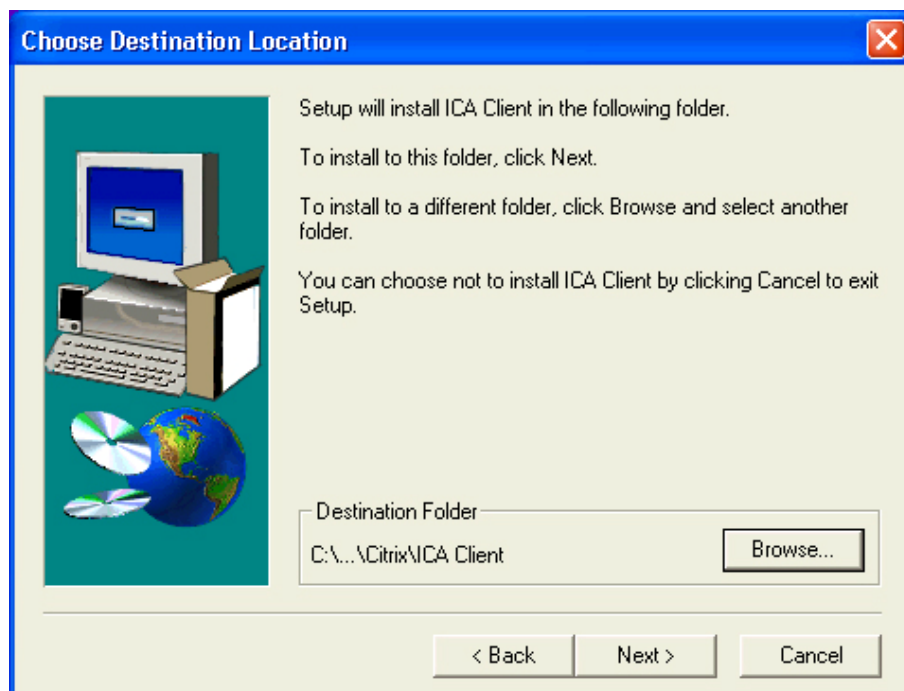 Choose Destination Location
Setup will install ICA Client in the following folder.
To install to this folder, click Next.
To install to a different folder, click Browse and select another
folder.
You can choose not to install ICA Client by clicking Cancel to exit
Setup.
Destination Folder
C:\...\Citrix\ICA Client
Browse...
< Back
Next >
Cancel